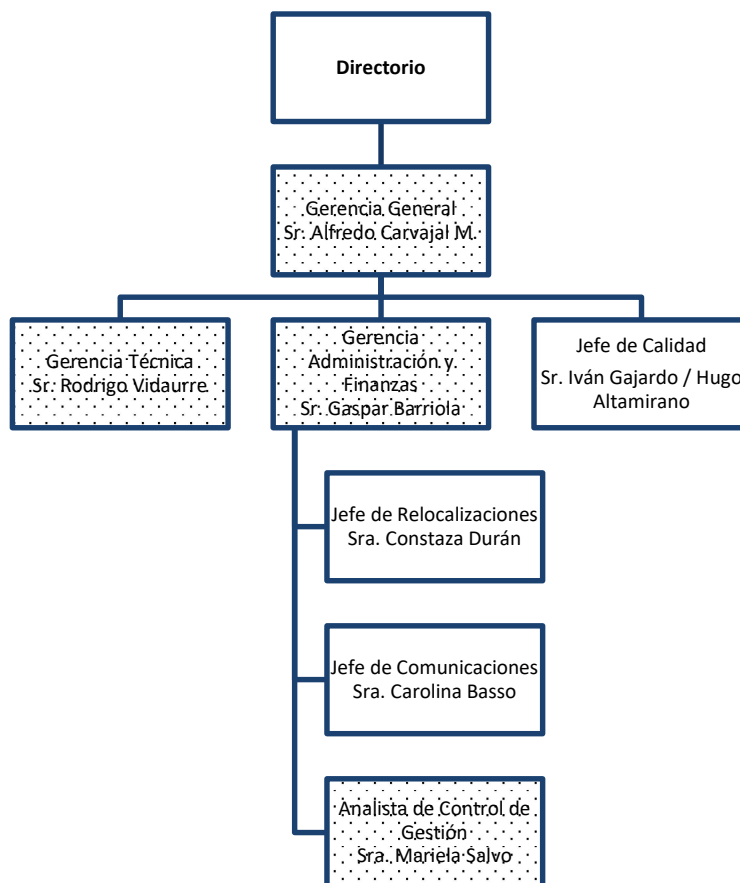 Directorio
Gerencia General
Sr. Alfredo Carvajal M.
Gerencia Técnica
Sr. Rodrigo Vidaurre
Gerencia
Administración y
Finanzas
Sr. Gaspar Barriola
Jefe de Calidad
Sr. Iván Gajardo / Hugo
Altamirano
Jefe de Relocalizaciones
Sra. Constaza Durán
Jefe de Comunicaciones
Sra. Carolina Basso
Analista de Control de
Gestión
Sra. Mariela Salvo